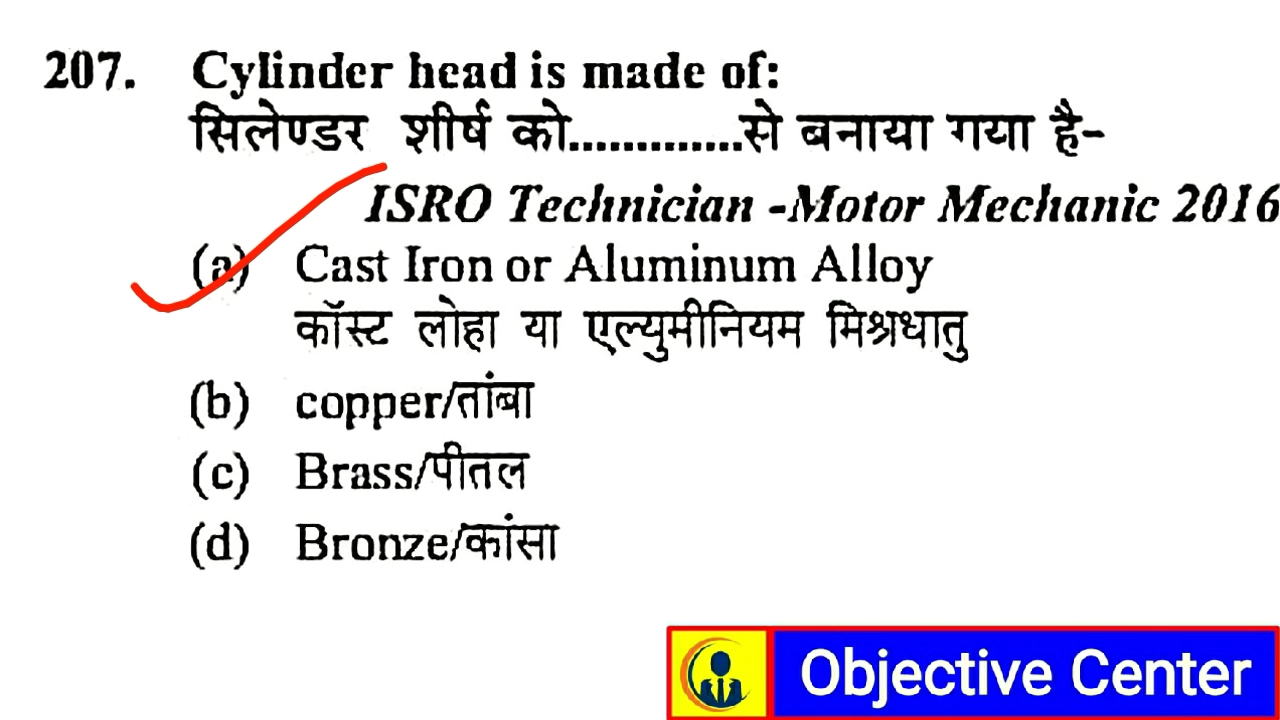 207. Cylinder head is made of:
सिलेण्डर शीर्ष को.............से बनाया गया है-
ISRO Technician -Motor Mechanic 2016
(a) Cast Iron or Aluminum Alloy
कॉस्ट लोहा या एल्युमीनियम मिश्रधातु
(b) copper/तांबा
(c) Brass/पीतल
(d) Bronze/कांसा
Objective Center